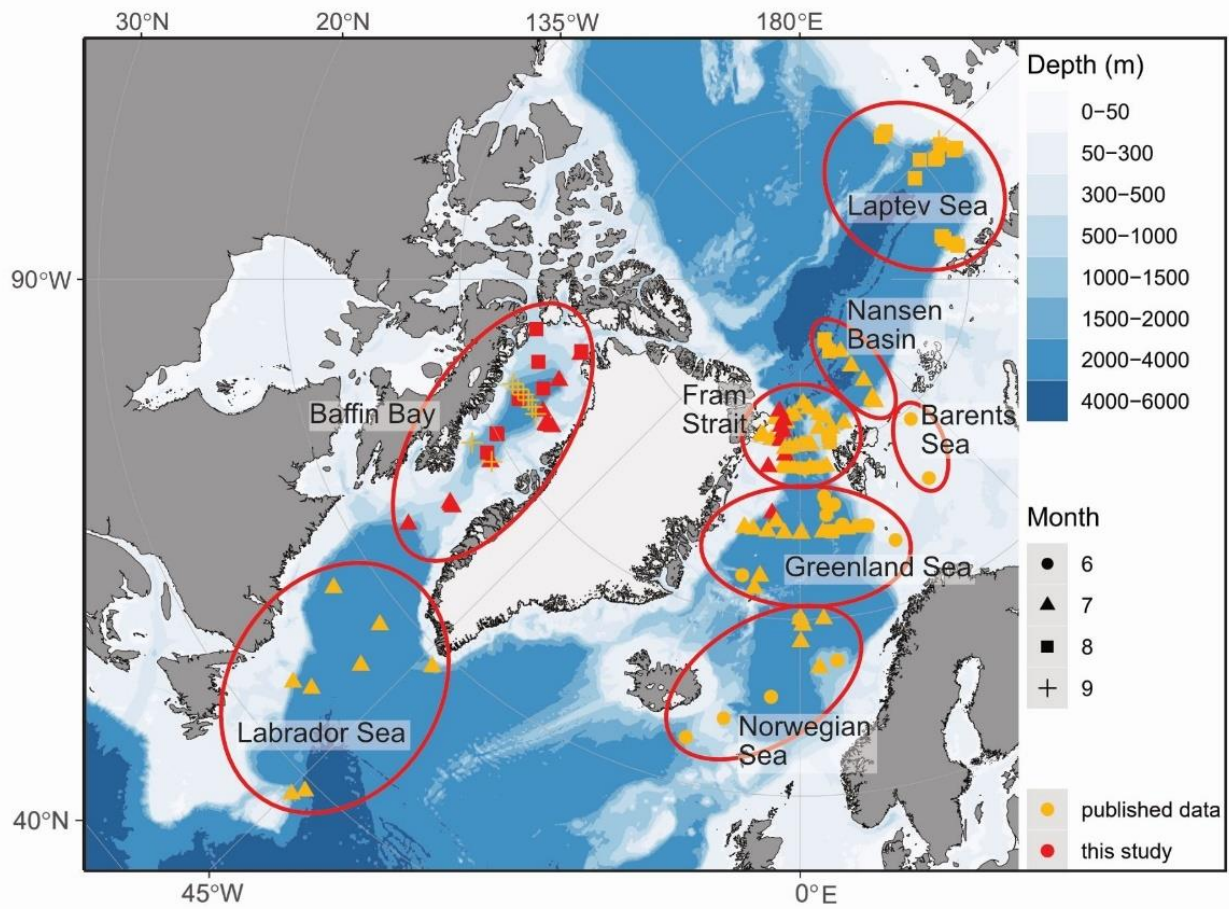 30°N
20°N
135°W
180°E
Depth (m)
0−50
50−300
300−500
500−1000
1000−1500
1500−2000
2000−4000
4000−6000
Laptev Sea
90°W
Nansen
Basin
Fram
Strait
Baffin Bay
Barents
Sea
Month
6
7
8
9
Greenland Sea
Labrador Sea
Norwegian
Sea
published data
this study
40°N
45°W
0°E